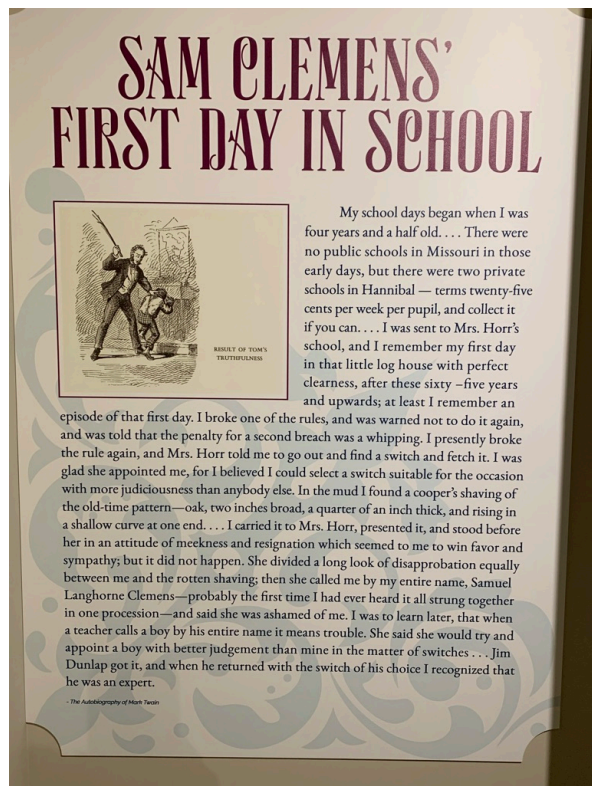 SAM CLEMENS'
FIRST DAY IN SCHOOL
RESULT OF TOM'S
TRUTHFULNESS
My school days began when I was
four years and a half old. . . . There were
no public schools in Missouri in those
early days, but there were two private
schools in Hannibal — terms twenty-five
cents per week per pupil, and collect it
if you can. . . . I was sent to Mrs. Horr's
school, and I remember my first day
in that little log house with perfect
clearness, after these sixty –five years
and upwards; at least I remember an
episode of that first day. I broke one of the rules, and was warned not to do it again,
and was told that the penalty for a second breach was a whipping. I presently broke
the rule again, and Mrs. Horr told me to go out and find a switch and fetch it. I was
glad she appointed me, for I believed I could select a switch suitable for the occasion
with more judiciousness than anybody else. In the mud I found a cooper's shaving of
the old-time pattern—oak, two inches broad, a quarter of an inch thick, and rising in
a shallow curve at one end. . . . I carried it to Mrs. Horr, presented it, and stood before
her in an attitude of meekness and resignation which seemed to me to win favor and
sympathy; but it did not happen. She divided a long look of disapprobation equally
between me and the rotten shaving; then she called me by my entire name, Samuel
Langhorne Clemens—probably the first time I had ever heard it all strung together
in one procession—and said she was ashamed of me. I was to learn later, that when
a teacher calls a boy by his entire name it means trouble. She said she would try and
appoint a boy with better judgement than mine in the matter of switches . . . Jim
Dunlap got it, and when he returned with the switch of his choice I recognized that
he was an expert.
- The Autobiography of Mark Twain